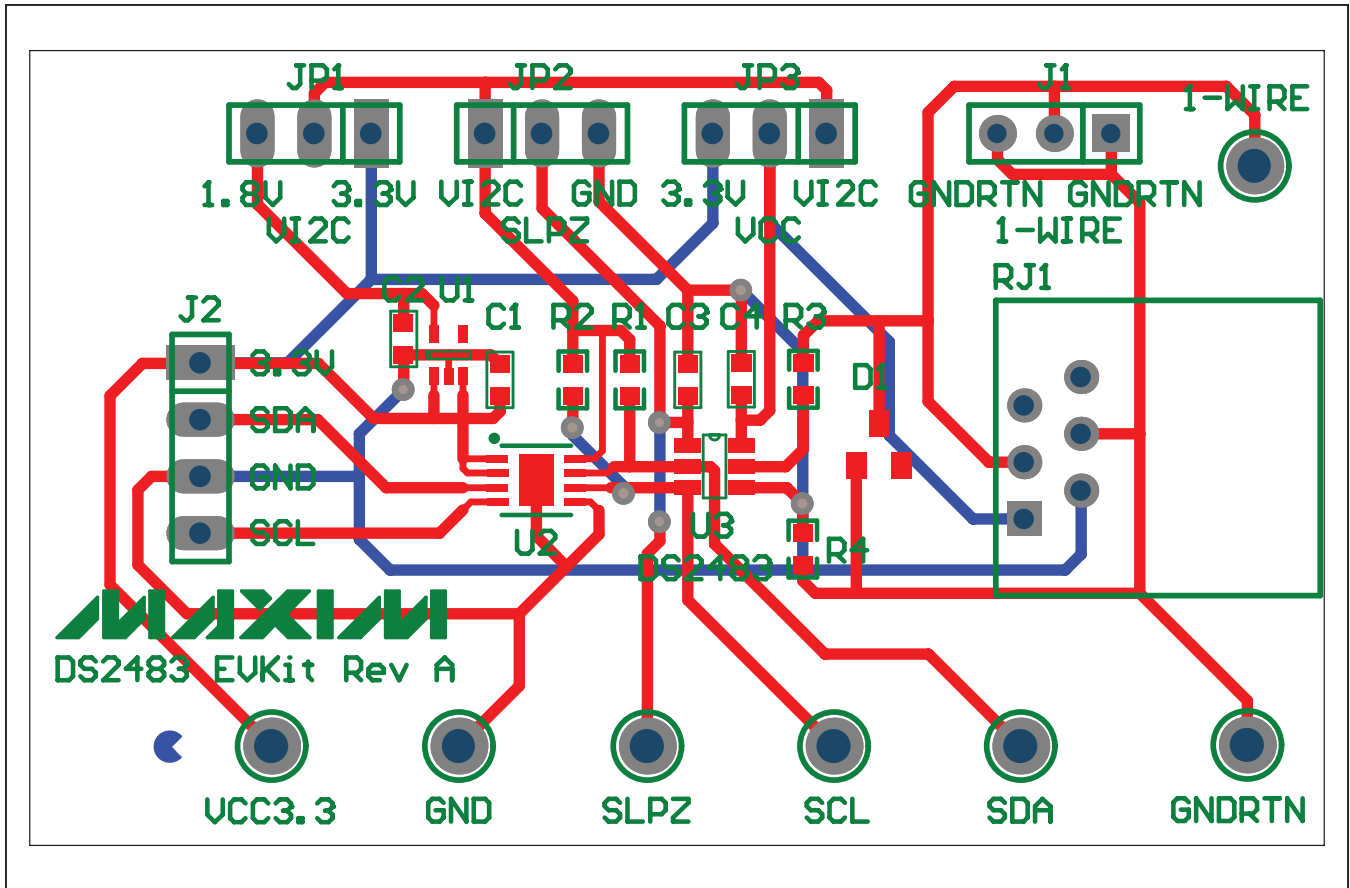 JP1 JP2 JP3 J1
1-WIRE
1.8V 3.3V VI2C GND 3.3V VI2C GNDRTN GNDRTN
VI2C SLPZ VOC 1-WIRE
RJ1
C2 U1
J2 C1 R2 R1 C3 C4 R3
3.3V
D1
SDA
GND
SCL
U2 U3
R4
DS2483
MAXIM
DS2483 EVKit Rev A
VCC3.3 GND SLPZ SCL SDA GNDRTN